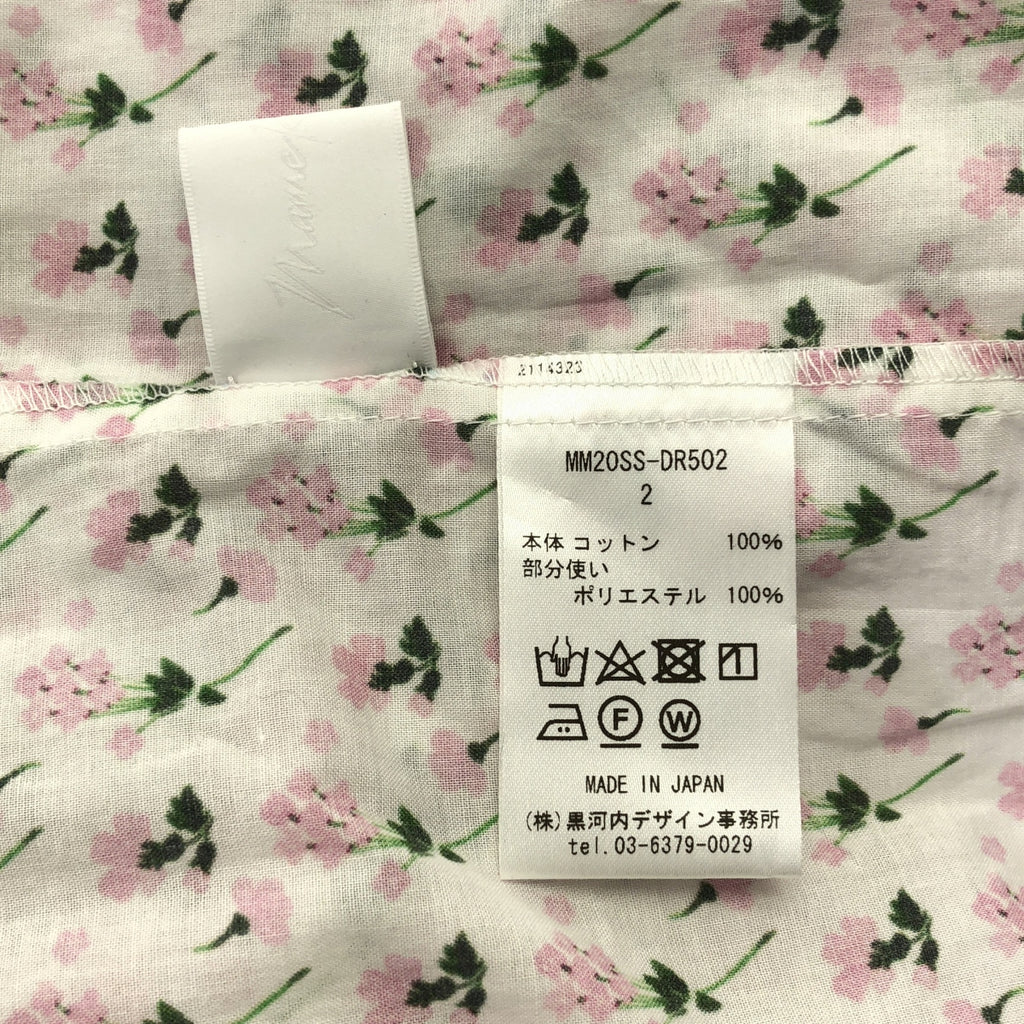 Mame
2114323
MM20SS-DR502
2
本体 コットン 100%
部分使い
ポリエステル 100%
F W
MADE IN JAPAN
(株)黒河内デザイン事務所
tel.03-6379-0029